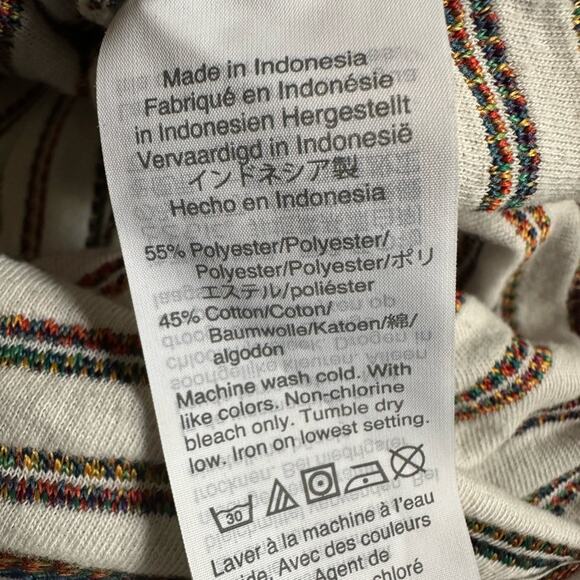 Made in Indonesia
Fabriqué en Indonésie
in Indonesien Hergestellt
Vervaardigd in Indonesië
インドネシア製
Hecho en Indonesia
55% Polyester/Polyester/
Polyester/Polyester/ポリ
エステル/poliéster
45% Cotton/Coton/
Baumwolle/Katoen/綿/
algodón
Machine wash cold. With
like colors. Non-chlorine
bleach only. Tumble dry
low. Iron on lowest setting.
30
Laver à la machine à l'eau
Avec des couleurs
Agent de
chloré